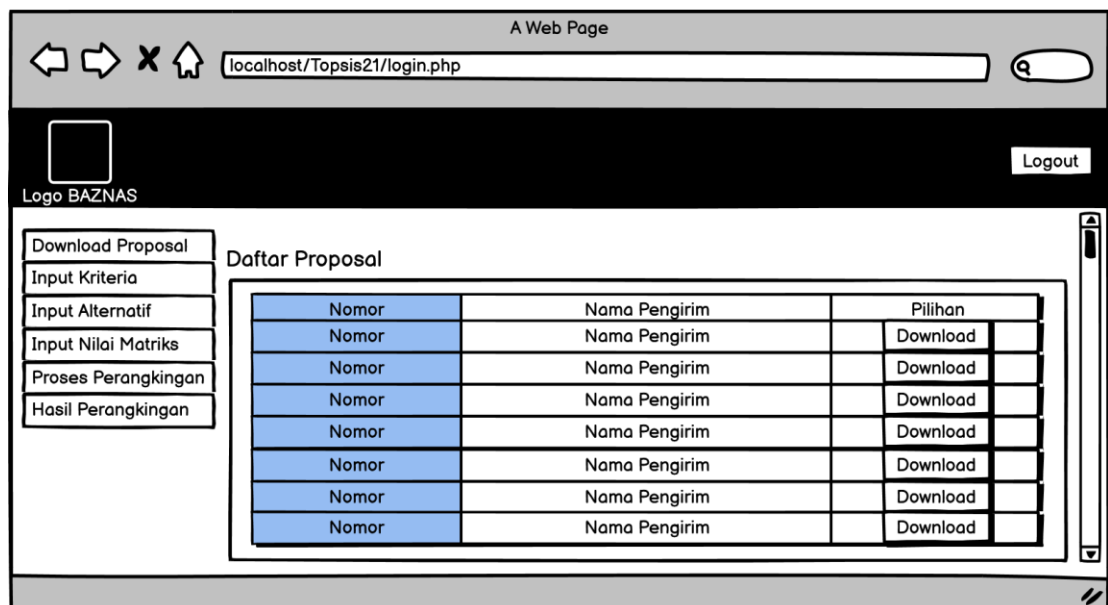 A Web Page
localhost/Topsis21/login.php
Logo BAZNAS
Logout
Download Proposal
Input Kriteria
Input Alternatif
Input Nilai Matriks
Proses Perangkingan
Hasil Perangkingan
Daftar Proposal
Nomor Nama Pengirim Pilihan
Nomor Nama Pengirim Download
Nomor Nama Pengirim Download
Nomor Nama Pengirim Download
Nomor Nama Pengirim Download
Nomor Nama Pengirim Download
Nomor Nama Pengirim Download
Nomor Nama Pengirim Download